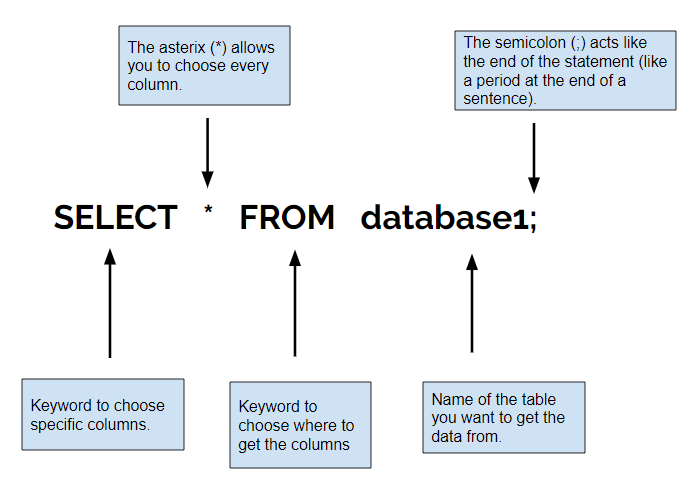 The asterix (*) allows
you to choose every
column.
The semicolon (;) acts like
the end of the statement (like
a period at the end of a
sentence).
SELECT * FROM database1;
Keyword to choose
specific columns.
Keyword to
choose where to
get the columns
Name of the table
you want to get the
data from.